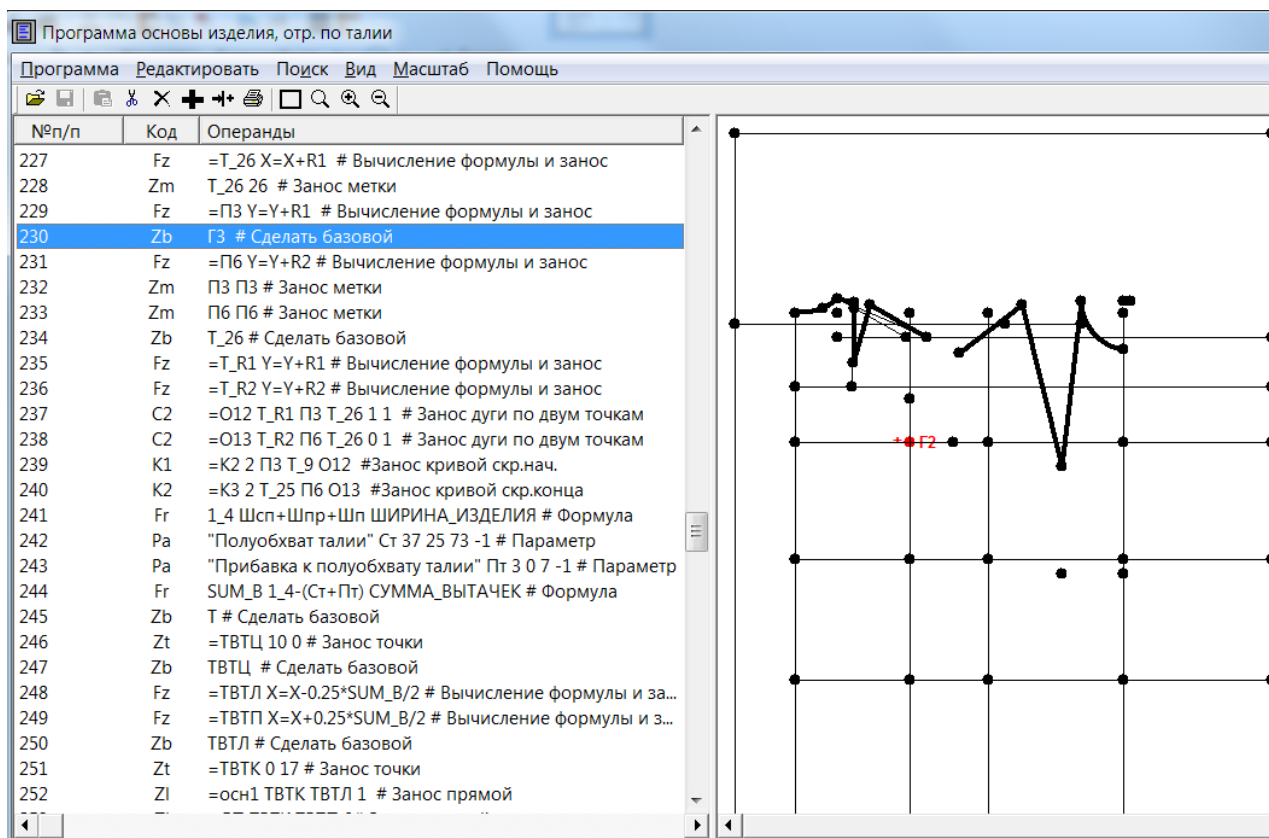 Программа основы изделия, отр. по талии
Программа Редактировать Поиск Вид Масштаб Помощь
№п/п Код Операнды
227 Fz =Т_26 X=X+R1 # Вычисление формулы и занос
228 Zm Т_26 26 # Занос метки
229 Fz =П3 Y=Y+R1 # Вычисление формулы и занос
230 Zb Г3 # Сделать базовой
231 Fz =П6 Y=Y+R2 # Вычисление формулы и занос
232 Zm П3 П3 # Занос метки
233 Zm П6 П6 # Занос метки
234 Zb Т_26 # Сделать базовой
235 Fz =T_R1 Y=Y+R1 # Вычисление формулы и занос
236 Fz =T_R2 Y=Y+R2 # Вычисление формулы и занос
237 C2 =O12 T_R1 П3 Т_26 1 1 # Занос дуги по двум точкам
238 C2 =O13 T_R2 П6 Т_26 0 1 # Занос дуги по двум точкам
239 K1 =K2 2 П3 Т_9 O12 #Занос кривой скр.нач.
240 K2 =K3 2 Т_25 П6 O13 #Занос кривой скр.конца
241 Fr 1_4 Шсп+Шпр+Шп ШИРИНА_ИЗДЕЛИЯ # Формула
242 Pa "Полуобхват талии" Ст 37 25 73 -1 # Параметр
243 Pa "Прибавка к полуобхвату талии" Пт 3 0 7 -1 # Параметр
244 Fr SUM_B 1_4-(Ст+Пт) СУММА_ВЫТАЧЕК # Формула
245 Zb Т # Сделать базовой
246 Zt =ТВТЦ 10 0 # Занос точки
247 Zb ТВТЦ # Сделать базовой
248 Fz =ТВТЛ X=X-0.25*SUM_B/2 # Вычисление формулы и за...
249 Fz =ТВТП X=X+0.25*SUM_B/2 # Вычисление формулы и з...
250 Zb ТВТЛ # Сделать базовой
251 Zt =ТВТК 0 17 # Занос точки
252 Zl =осн1 ТВТК ТВТЛ 1 # Занос прямой
Г2